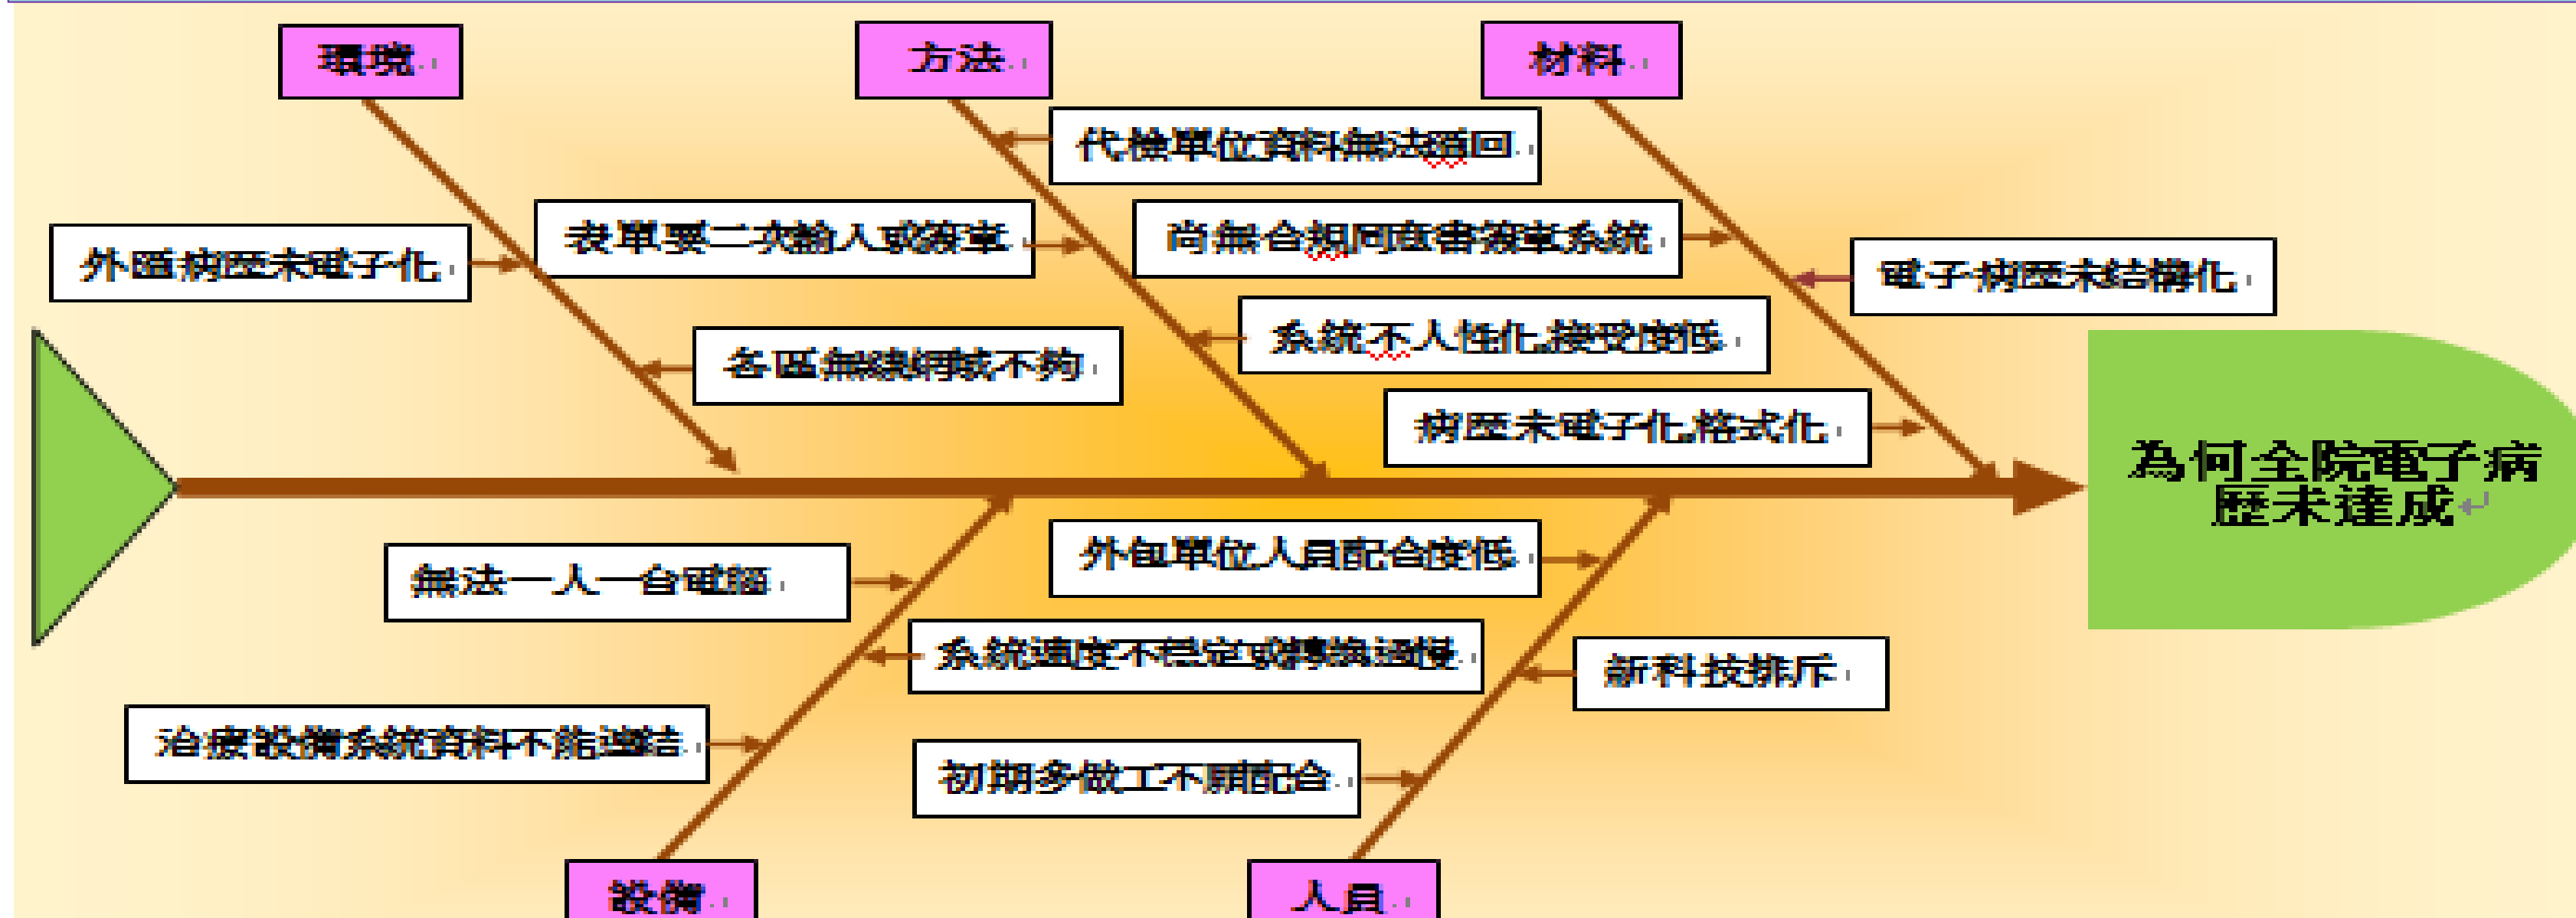 環境
方法
材料
代檢單位資料無法匯回
表單要二次輸入或簽章
尚無合規同意書簽章系統
外匯病歷未電子化
電子病歷未結構化
系統不人性化,接受度低
各區無線網域不夠
病歷未電子化,格式化
為何全院電子病
歷未達成
外包單位人員配合度低
無法一人一台電腦
系統速度不穩定或轉換過慢
新科技排斥
治療設備系統資料不能連結
初期多做工不願配合
設備
人員